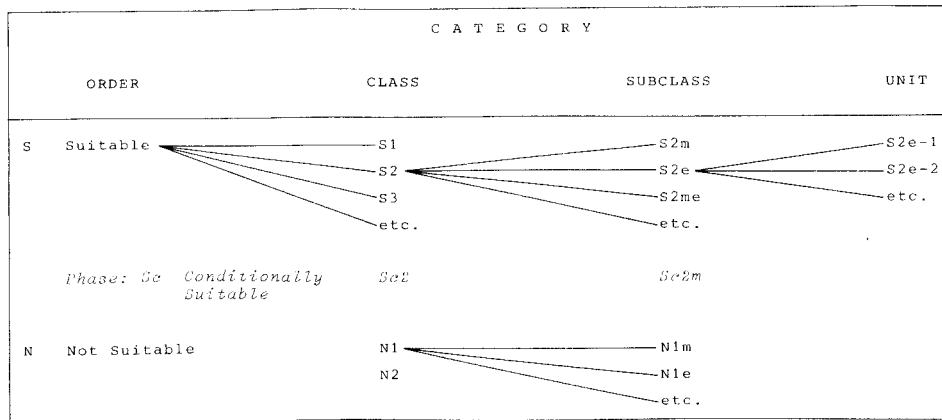 C A T E G O R Y
ORDER CLASS SUBCLASS UNIT
S Suitable S1 S2m S2e-1
S2 S2e S2e-2
S3 S2me etc.
etc. etc.
Phase: Sc Conditionally Sc2 Sc2m
Suitable
N Not Suitable N1 N1m
N2 N1e
etc.